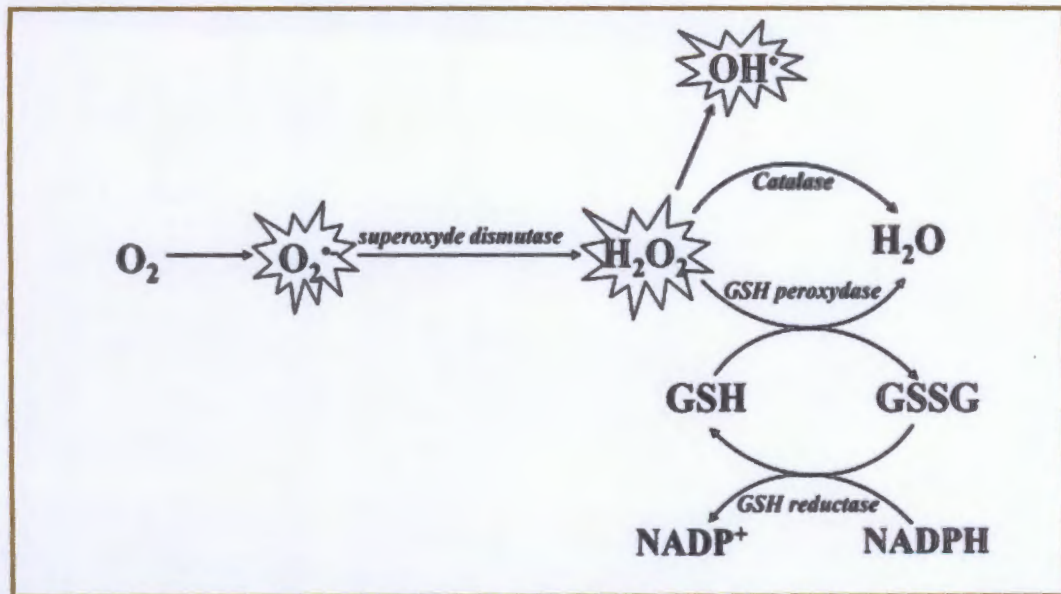 OH•
Catalase
O₂
O₂•-
superoxyde dismutase
H₂O₂
H₂O
GSH peroxydase
GSH
GSSG
GSH reductase
NADP⁺
NADPH